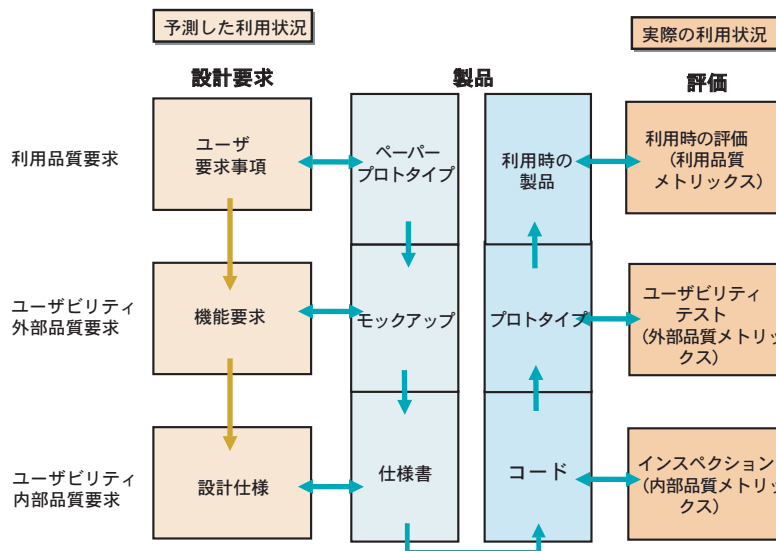 予測した利用状況
実際の利用状況
設計要求
製品
評価
利用品質要求
ユーザ
要求事項
ペーパー
プロトタイプ
利用時の
製品
利用時の評価
(利用品質
メトリックス)
ユーザビリティ
外部品質要求
機能要求
モックアップ
プロトタイプ
ユーザビリティ
テスト
(外部品質メトリッ
クス)
ユーザビリティ
内部品質要求
設計仕様
仕様書
コード
インスペクション
(内部品質メトリッ
クス)